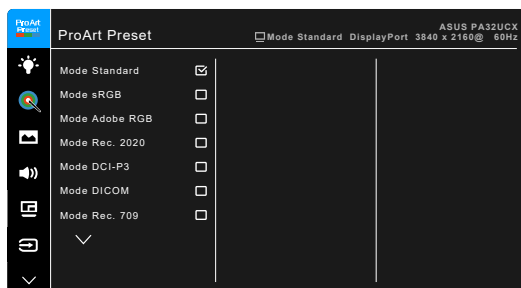 ProArt
Preset
ProArt Preset
ASUS PA32UCX
Mode Standard DisplayPort 3840 x 2160@ 60Hz
Mode Standard
Mode sRGB
Mode Adobe RGB
Mode Rec. 2020
Mode DCI-P3
Mode DICOM
Mode Rec. 709